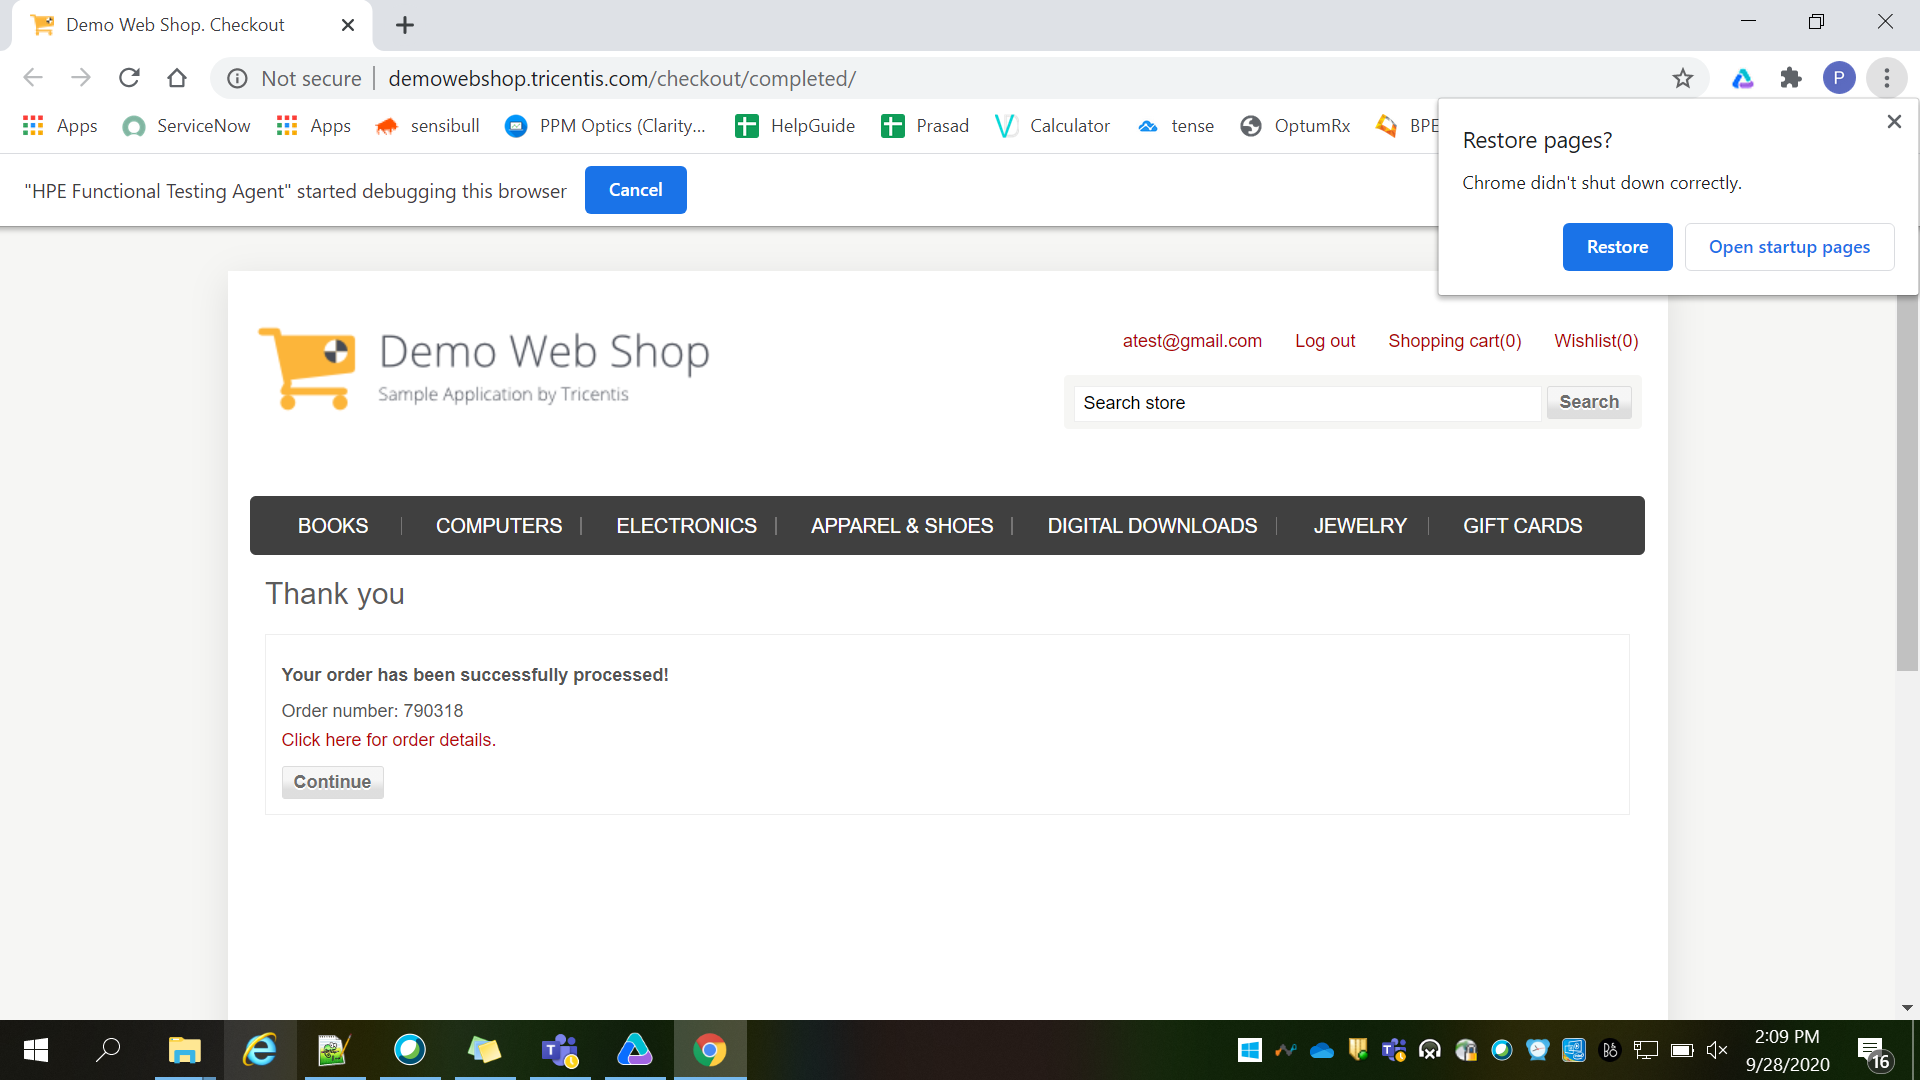 Demo Web Shop. Checkout
Not secure
demowebshop.tricentis.com/checkout/completed/
P
Apps
ServiceNow
Apps
sensibull
PPM Optics (Clarity...
HelpGuide
Prasad
Calculator
tense
OptumRx
BPE
"HPE Functional Testing Agent" started debugging this browser
Cancel
Restore pages?
Chrome didn't shut down correctly.
Restore
Open startup pages
Demo Web Shop
Sample Application by Tricentis
atest@gmail.com
Log out
Shopping cart(0)
Wishlist(0)
Search store
Search
BOOKS
COMPUTERS
ELECTRONICS
APPAREL & SHOES
DIGITAL DOWNLOADS
JEWELRY
GIFT CARDS
Thank you
Your order has been successfully processed!
Order number: 790318
Click here for order details.
Continue
2:09 PM
9/28/2020
16